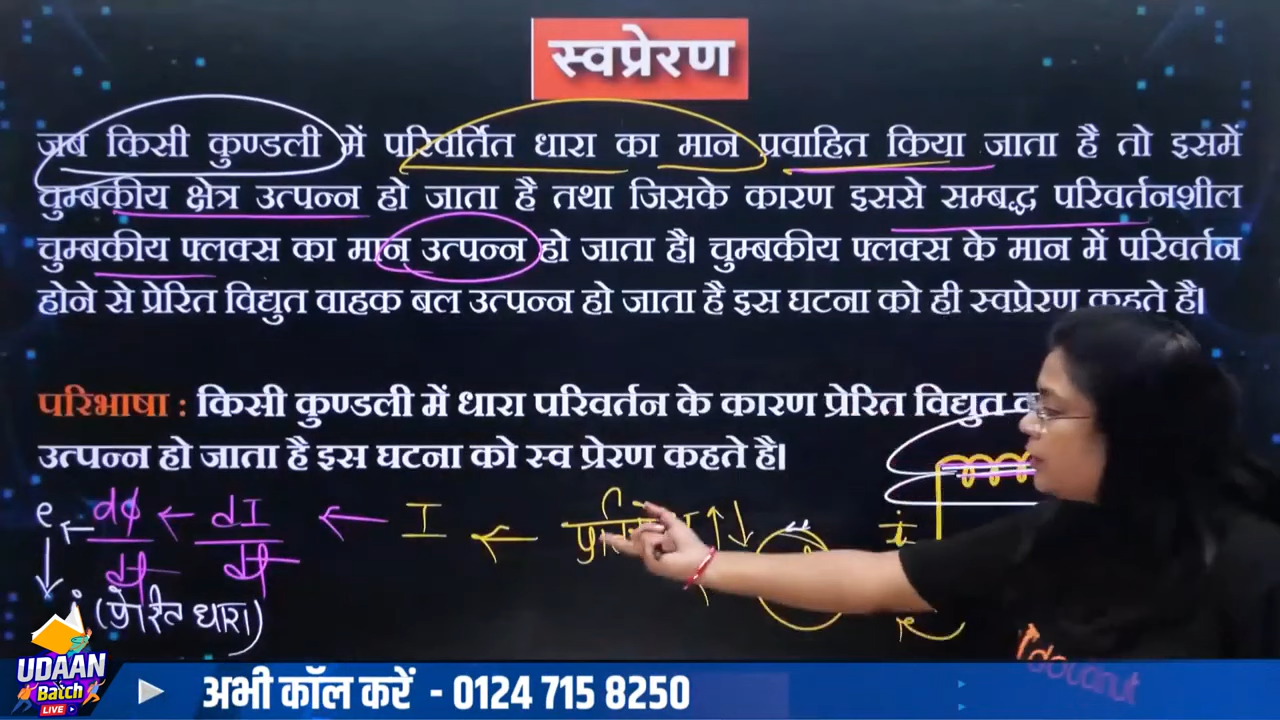 स्वप्रेरण
जब किसी कुण्डली में परिवर्तित धारा का मान प्रवाहित किया जाता है तो इसमें
चुम्बकीय क्षेत्र उत्पन्न हो जाता है तथा जिसके कारण इससे सम्बद्ध परिवर्तनशील
चुम्बकीय फ्लक्स का मान उत्पन्न हो जाता है। चुम्बकीय फ्लक्स के मान में परिवर्तन
होने से प्रेरित विद्युत वाहक बल उत्पन्न हो जाता है इस घटना को ही स्वप्रेरण कहते है।
परिभाषा : किसी कुण्डली में धारा परिवर्तन के कारण प्रेरित विद्युत
उत्पन्न हो जाता है इस घटना को स्व प्रेरण कहते है।
e ← dϕ/dt ← dI/dt ← I ←
i
i (प्रेरित धारा)
doubtnut
UDAAN
Batch
LIVE
अभी कॉल करें - 0124 715 8250